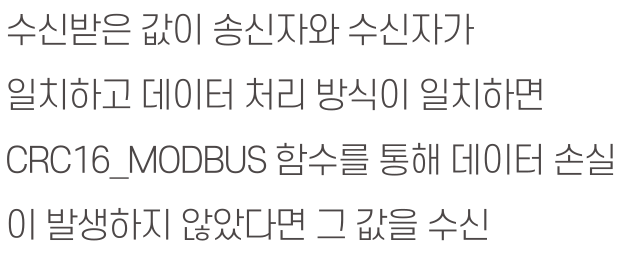 수신받은 값이 송신자와 수신자가
일치하고 데이터 처리 방식이 일치하면
CRC16_MODBUS 함수를 통해 데이터 손실
이 발생하지 않았다면 그 값을 수신